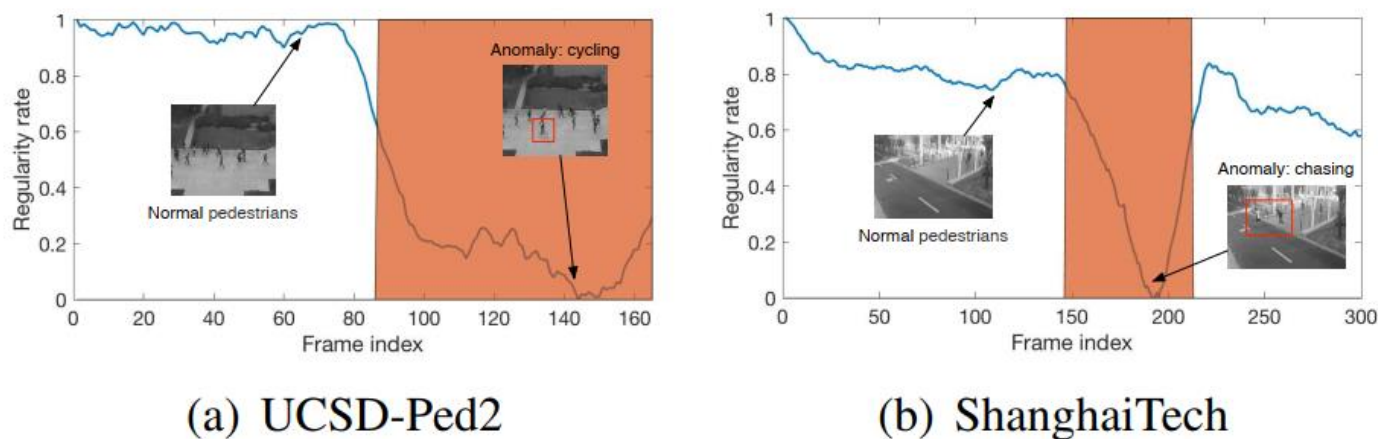 1
0.8
0.6
0.4
0.2
0
Regularity rate
Anomaly: cycling
Normal pedestrians
0 20 40 60 80 100 120 140 160
Frame index
(a) UCSD-Ped2
1
0.8
0.6
0.4
0.2
0
Regularity rate
Normal pedestrians
Anomaly: chasing
0 50 100 150 200 250 300
Frame index
(b) ShanghaiTech